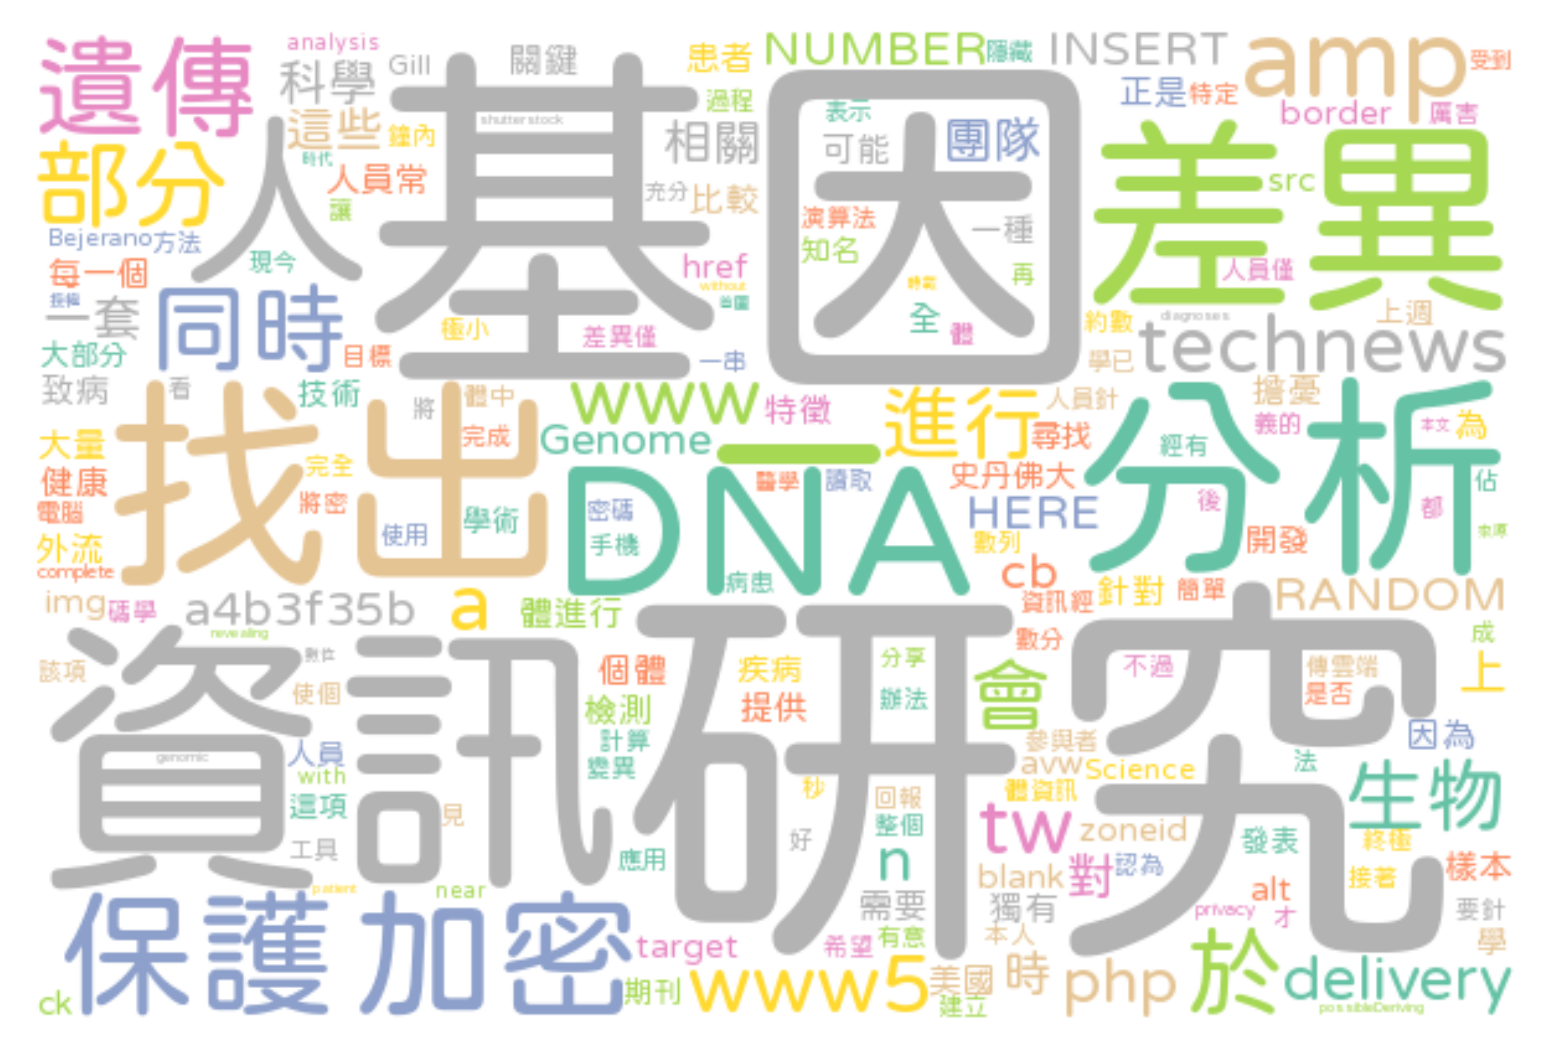 遺傳
analysis
Gill
關鍵
患者
NUMBER
隱藏
INSERT
amp
受到
科學
基因
過程
表示
正是
特定
border
厲害
這些
鐘內
shutterstock
相關
可能
團隊
差異
時代
人
部分
人員常
讓
充分
比較
演算法
一種
src
Bejerano
方法
現今
知名
href
without
再
人員僅
每一個
一套
同時
極小
差異僅
首圖
轉載
全
體
約數
diagnoses
上週
technews
大部分
目標
一串
學已
致病
看
技術
將
體中
www
特徵
進行
人員針
擔憂
大量
找出
完成
Genome
_
尋找
分析
經有
義的
本文
為
健康
完全
將密
醫學
讀取
史丹佛大
佔
電腦
使用
學術
密碼
DNA
HERE
後
都
來源
外流
手機
數列
開發
complete
病患
cb
img
碼學
a4b3f35b
a
體進行
資訊經
針對
簡單
RANDOM
revealing
數分
成
該項
資訊
數位
使個
個體
疾病
分享
會
研究
不過
傳雲端
是否
上
檢測
提供
辦法
genomic
人員
計算
參與者
因為
with
變異
avw
Science
法
生物
這項
見
秒
回報
體資訊
工具
好
整個
tw
zoneid
發表
終極
應用
n
blank
對
認為
接著
樣本
patient
near
需要
獨有
alt
保護
加密
privacy
才
要針
target
希望
有意
本人
學
ck
期刊
www5
美國
建立
時
php
於
delivery
possibleDeriving